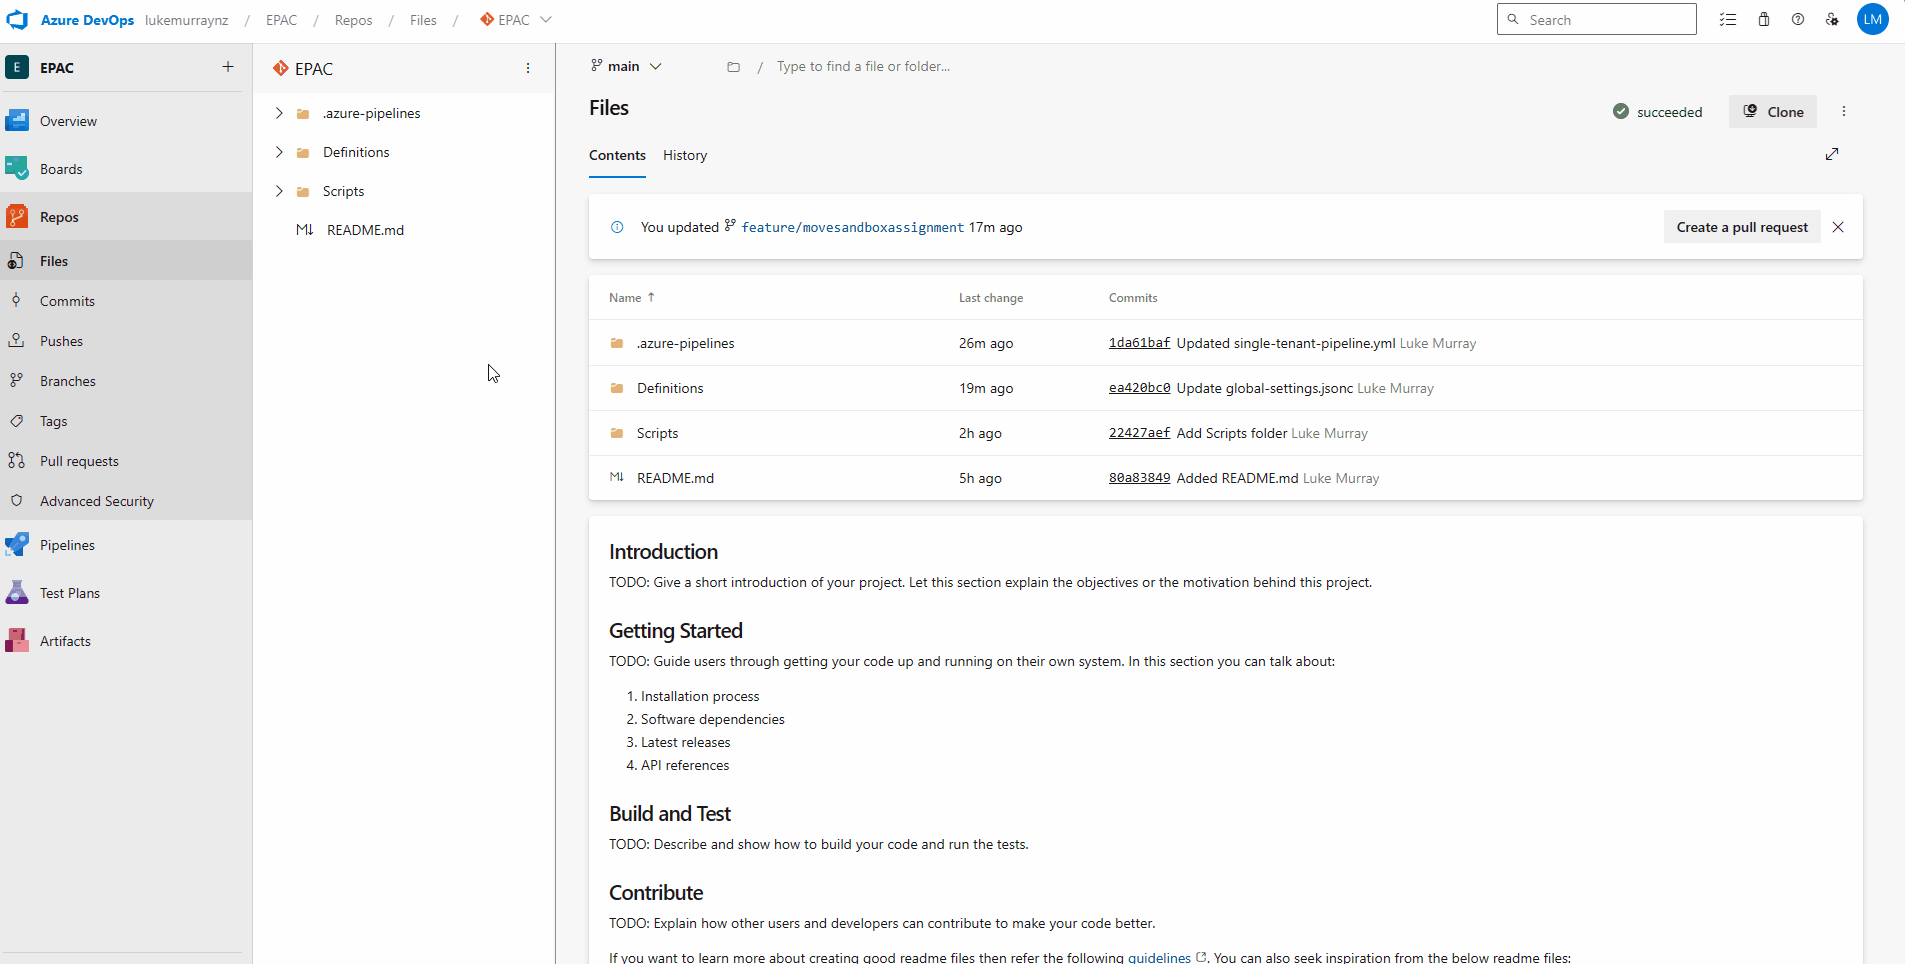 Azure DevOps lukemurraynz / EPAC / Repos / Files / EPAC
Search
LM
E EPAC
Overview
Boards
Repos
Files
Commits
Pushes
Branches
Tags
Pull requests
Advanced Security
Pipelines
Test Plans
Artifacts
EPAC
.azure-pipelines
Definitions
Scripts
M↓ README.md
main / Type to find a file or folder...
Files
succeeded Clone
Contents History
You updated feature/movesandboxassignment 17m ago Create a pull request
Name ↑ Last change Commits
.azure-pipelines 26m ago 1da61baf Updated single-tenant-pipeline.yml Luke Murray
Definitions 19m ago ea420bc0 Update global-settings.jsonc Luke Murray
Scripts 2h ago 22427aef Add Scripts folder Luke Murray
M↓ README.md 5h ago 80a83849 Added README.md Luke Murray
Introduction
TODO: Give a short introduction of your project. Let this section explain the objectives or the motivation behind this project.
Getting Started
TODO: Guide users through getting your code up and running on their own system. In this section you can talk about:
1. Installation process
2. Software dependencies
3. Latest releases
4. API references
Build and Test
TODO: Describe and show how to build your code and run the tests.
Contribute
TODO: Explain how other users and developers can contribute to make your code better.
If you want to learn more about creating good readme files then refer the following guidelines. You can also seek inspiration from the below readme files: